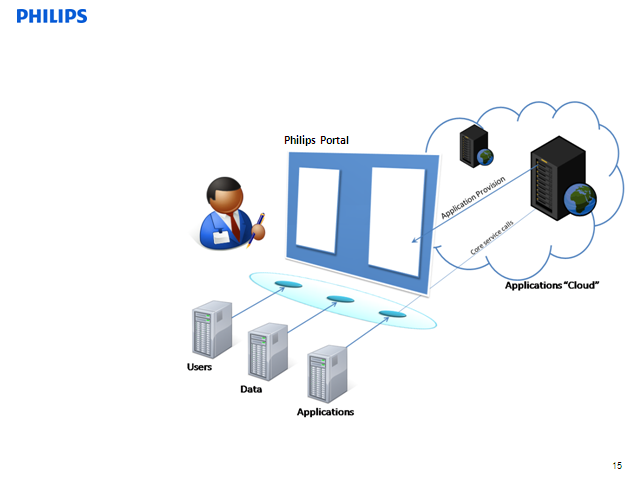 PHILIPS
Philips Portal
Application Provision
Core service calls
Applications “Cloud”
Users
Data
Applications
15